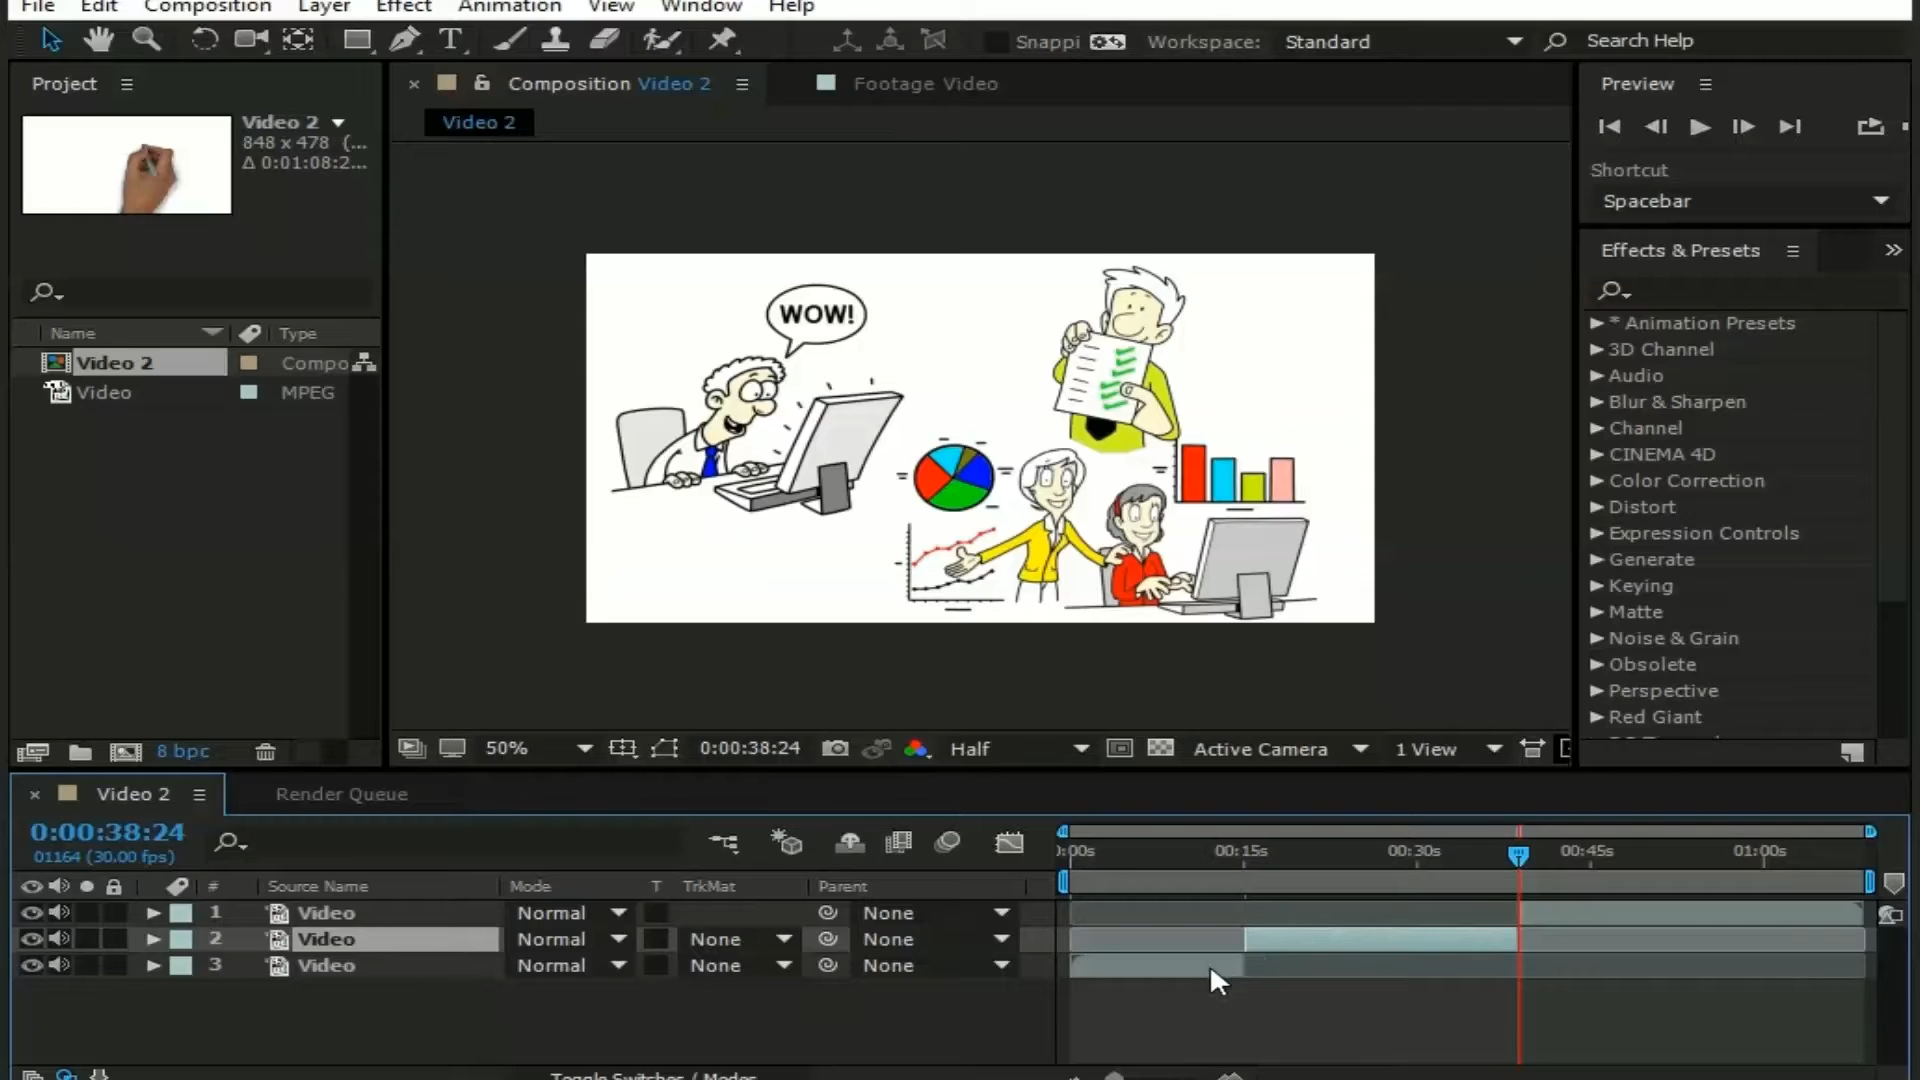 File Edit Composition Layer Effect Animation View Window Help
Snappi Workspace: Standard Search Help
Project
Composition Video 2
Footage Video
Preview
Video 2
848 x 478 (...
Δ 0:01:08:2...
Video 2
Shortcut
Spacebar
Effects & Presets
Name Type
Video 2 Compo
Video MPEG
WOW!
* Animation Presets
3D Channel
Audio
Blur & Sharpen
Channel
CINEMA 4D
Color Correction
Distort
Expression Controls
Generate
Keying
Matte
Noise & Grain
Obsolete
Perspective
Red Giant
8 bpc
50% 0:00:38:24 Half Active Camera 1 View
Video 2 Render Queue
0:00:38:24
01164 (30.00 fps)
):00s 00:15s 00:30s 00:45s 01:00s
# Source Name Mode T TrkMat Parent
1 Video Normal None
2 Video Normal None None
3 Video Normal None None
Toggle Switches / Modes